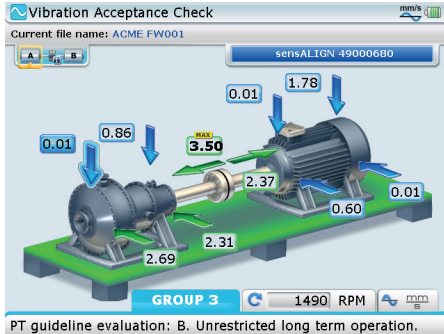 Vibration Acceptance Check
mm/s
Current file name: ACME FW001
A B
sensALIGN 49000680
1.78
0.01
0.86
0.01
MAX
3.50
2.37
0.01
0.60
2.31
2.69
GROUP 3
1490 RPM
mm
s
PT guideline evaluation: B. Unrestricted long term operation.